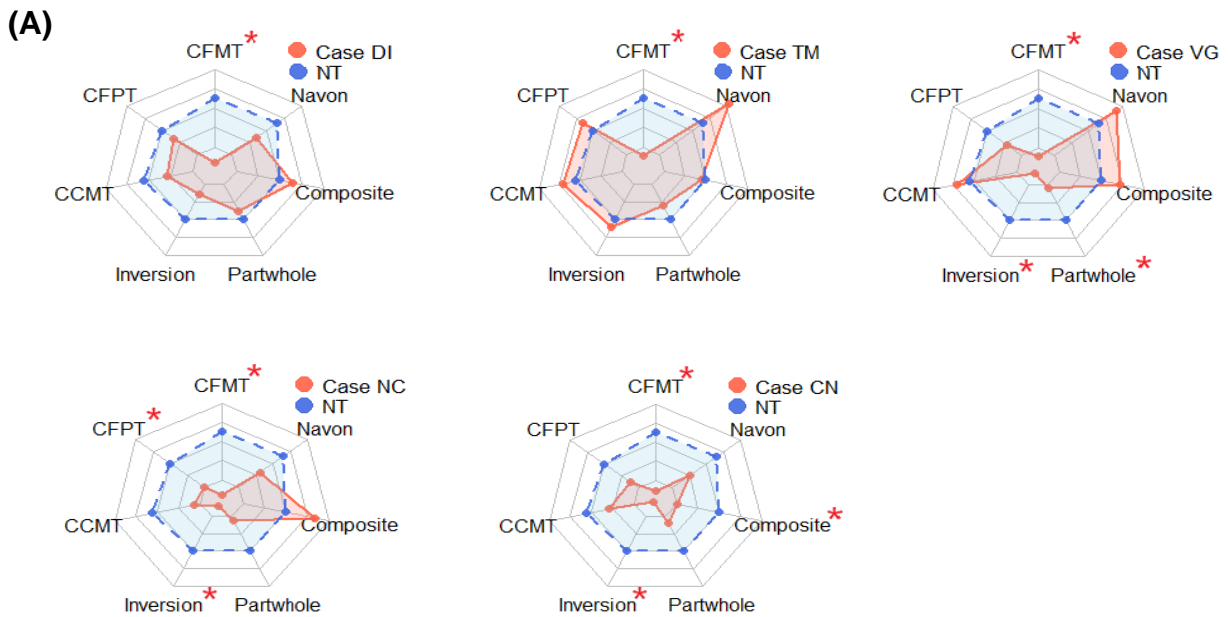 (A)
CFMT*
Case DI
NT
CFPT
Navon
CCMT
Composite
Inversion
Partwhole
CFMT*
Case TM
NT
CFPT
Navon
CCMT
Composite
Inversion
Partwhole
CFMT*
Case VG
NT
CFPT
Navon
CCMT
Composite
Inversion*
Partwhole*
CFMT*
Case NC
NT
CFPT*
Navon
CCMT
Composite
Inversion*
Partwhole
CFMT*
Case CN
NT
CFPT
Navon
CCMT
Composite*
Inversion*
Partwhole